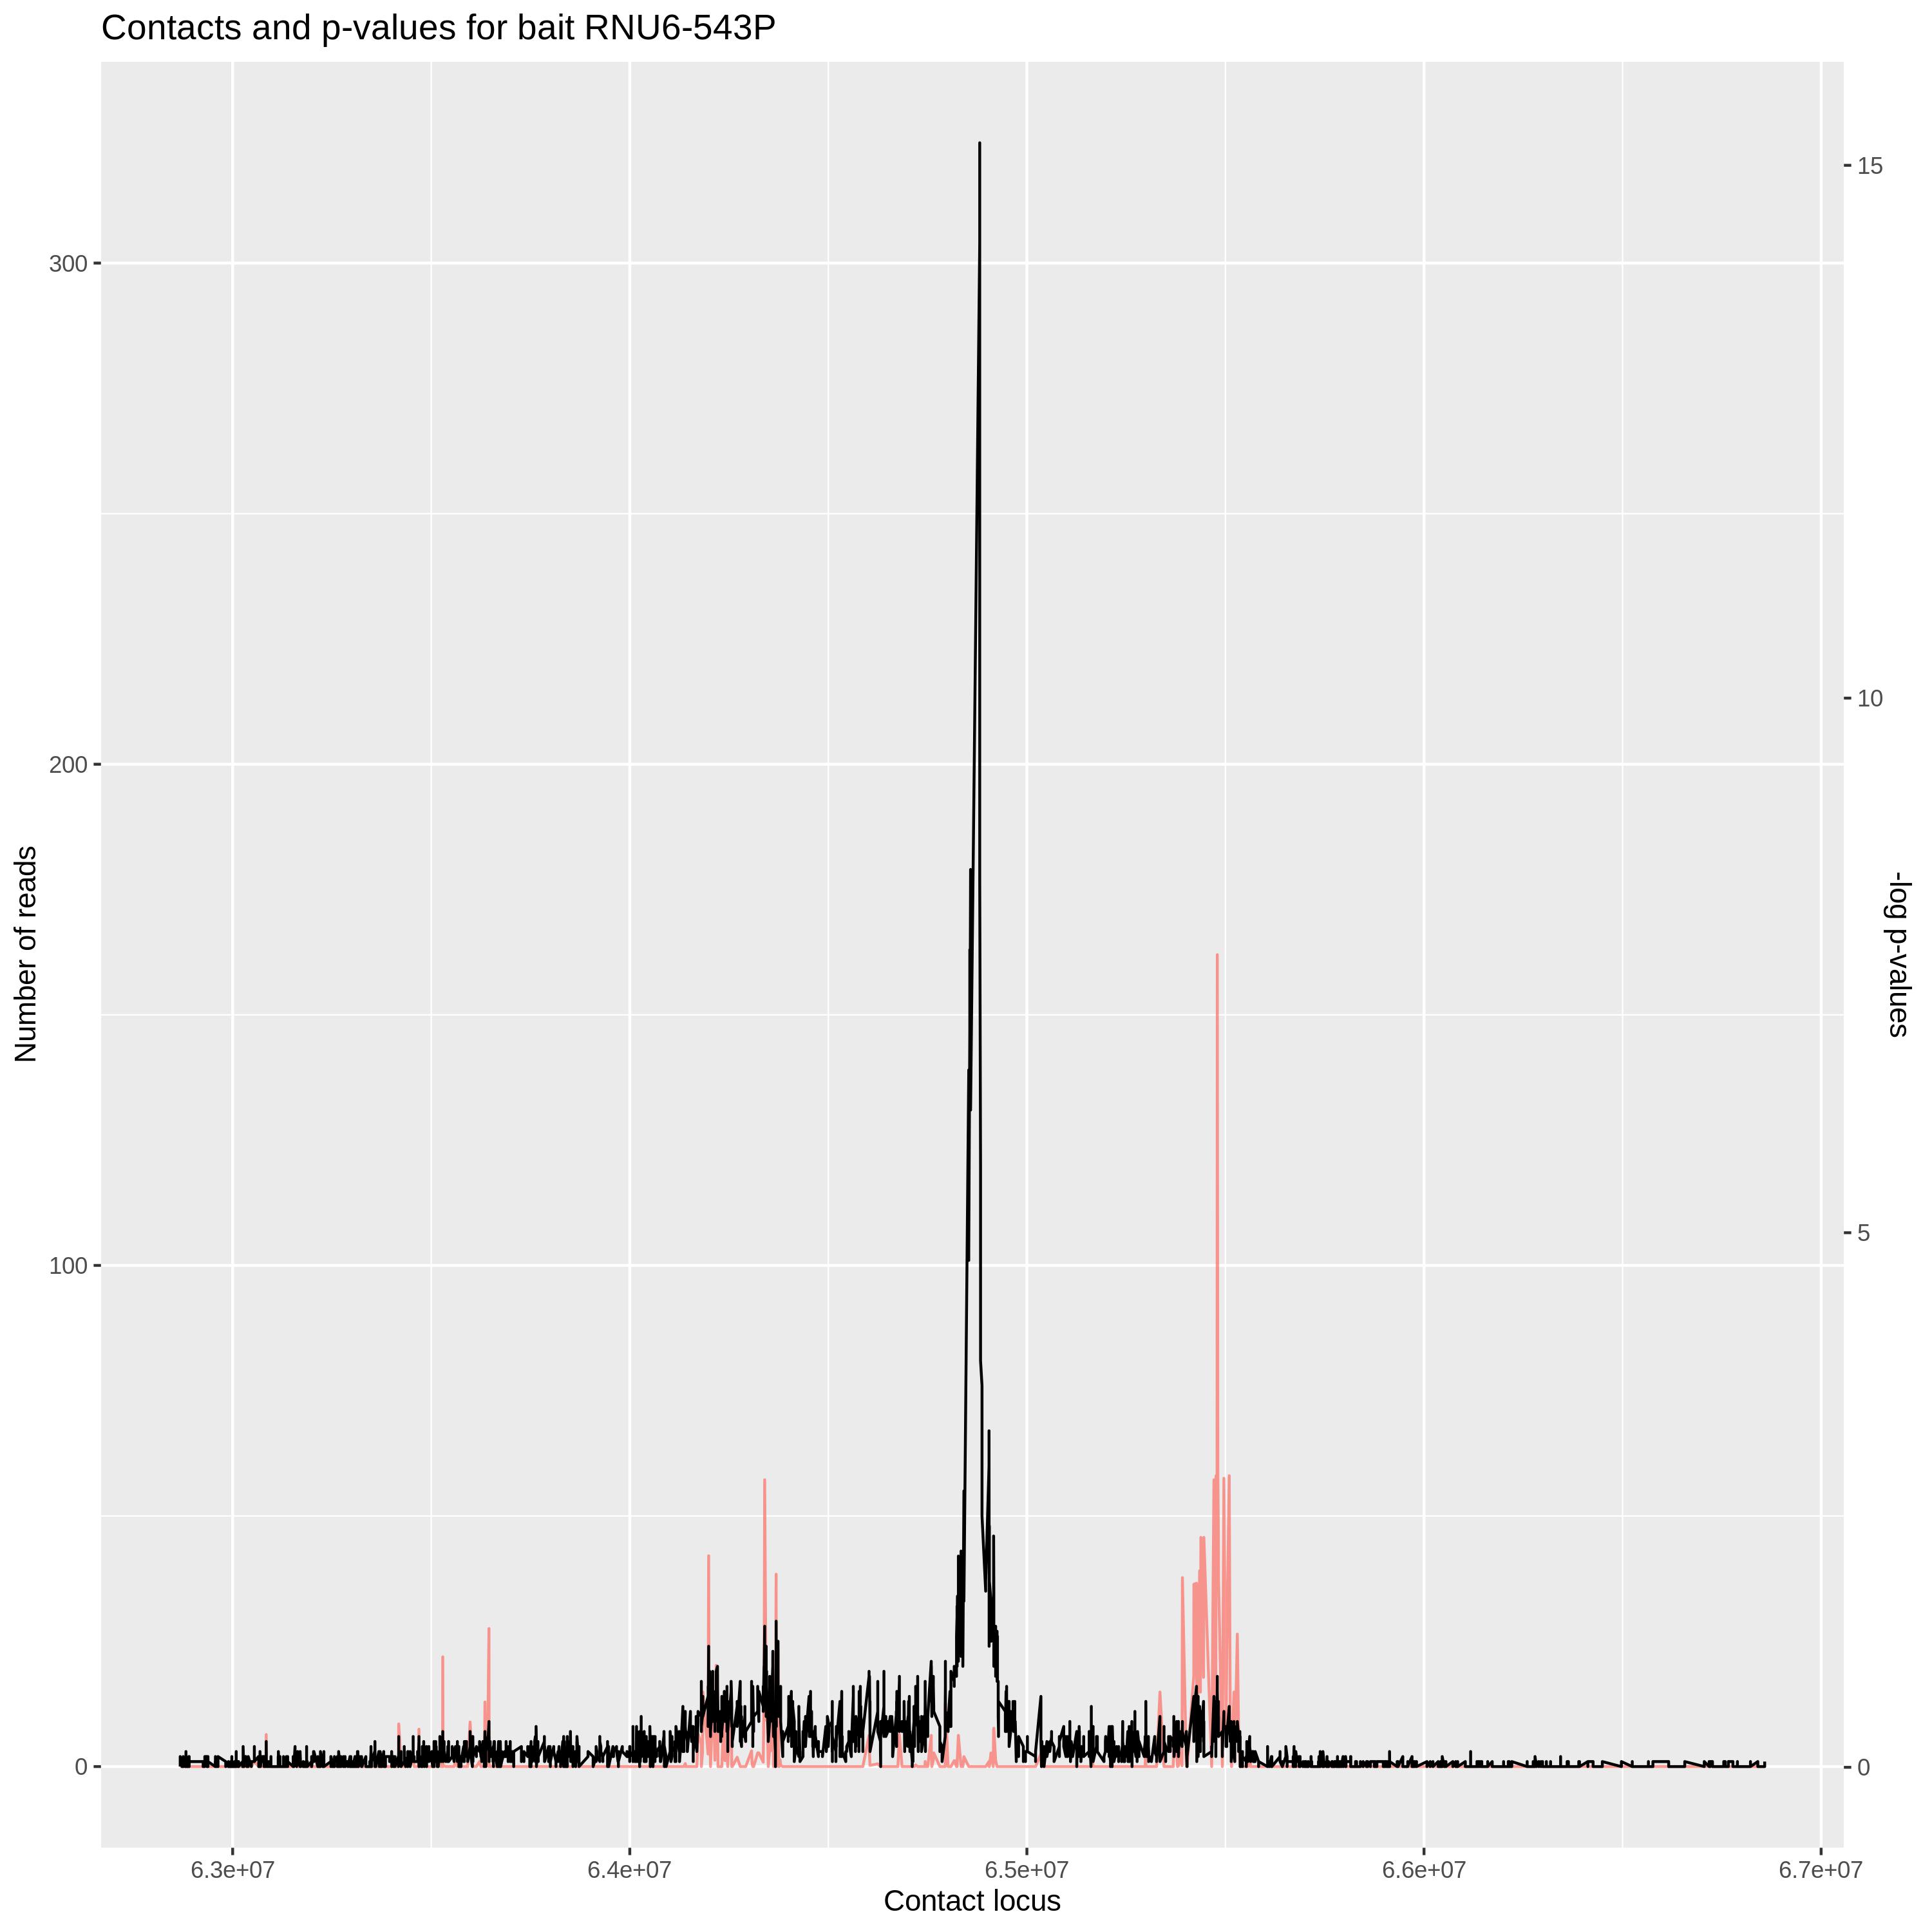 Contacts and p-values for bait RNU6-543P
300
200
100
0
Number of reads
15
10
5
0
-log p-values
6.3e+07
6.4e+07
6.5e+07
6.6e+07
6.7e+07
Contact locus